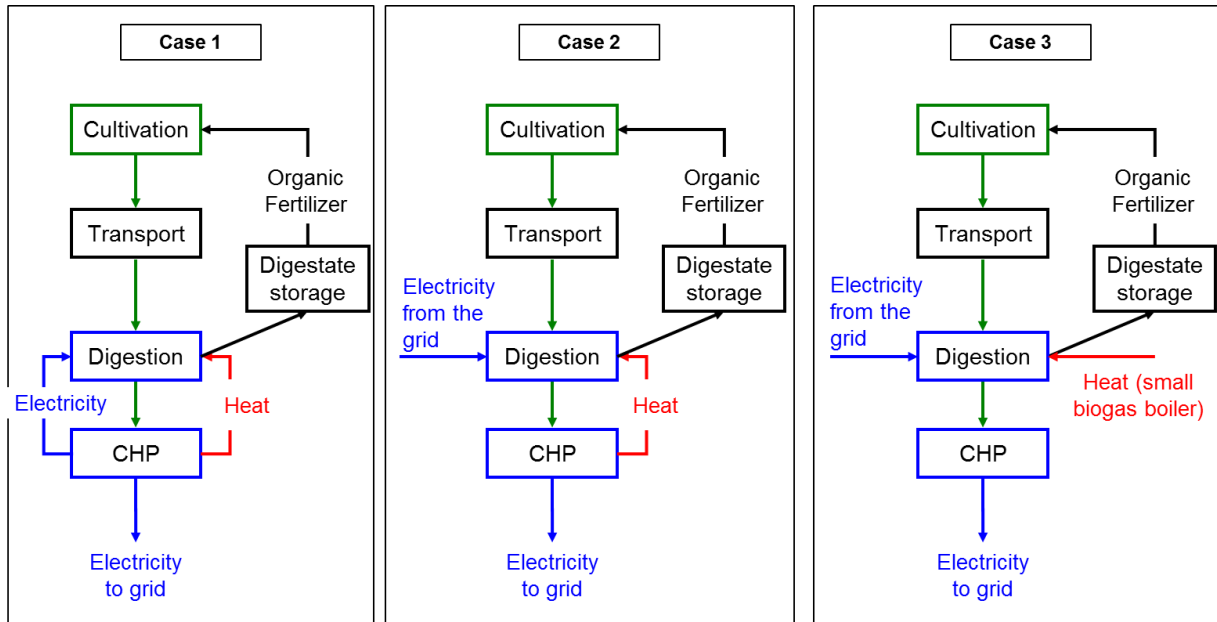 Case 1
Cultivation
Organic
Fertilizer
Transport
Digestate
storage
Digestion
Electricity
Heat
CHP
Electricity
to grid
Case 2
Cultivation
Organic
Fertilizer
Transport
Digestate
storage
Electricity
from the
grid
Digestion
Heat
CHP
Electricity
to grid
Case 3
Cultivation
Organic
Fertilizer
Transport
Digestate
storage
Electricity
from the
grid
Digestion
Heat (small
biogas boiler)
CHP
Electricity
to grid